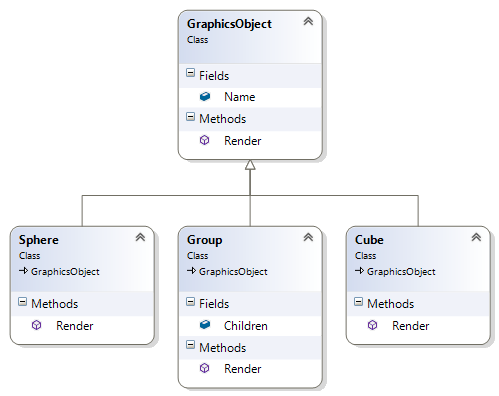 GraphicsObject
Class
Fields
Name
Methods
Render
Sphere
Class
GraphicsObject
Methods
Render
Group
Class
GraphicsObject
Fields
Children
Methods
Render
Cube
Class
GraphicsObject
Methods
Render